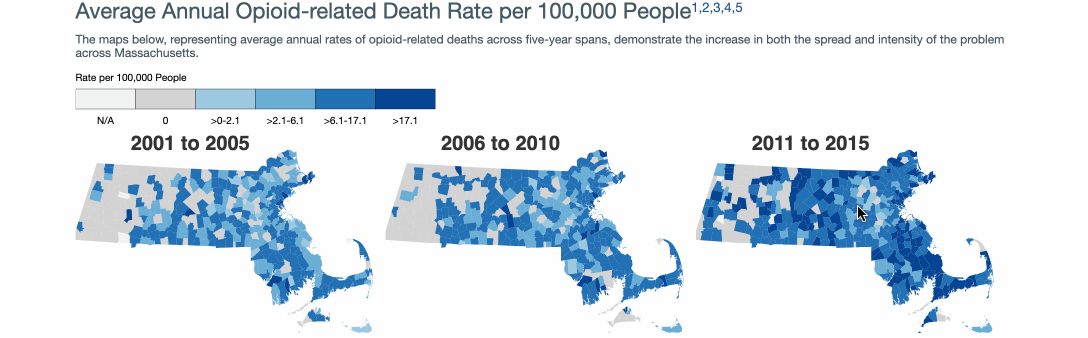 Average Annual Opioid-related Death Rate per 100,000 People1,2,3,4,5
The maps below, representing average annual rates of opioid-related deaths across five-year spans, demonstrate the increase in both the spread and intensity of the problem
across Massachusetts.
Rate per 100,000 People
N/A 0 >0-2.1 >2.1-6.1 >6.1-17.1 >17.1
2001 to 2005 2006 to 2010 2011 to 2015